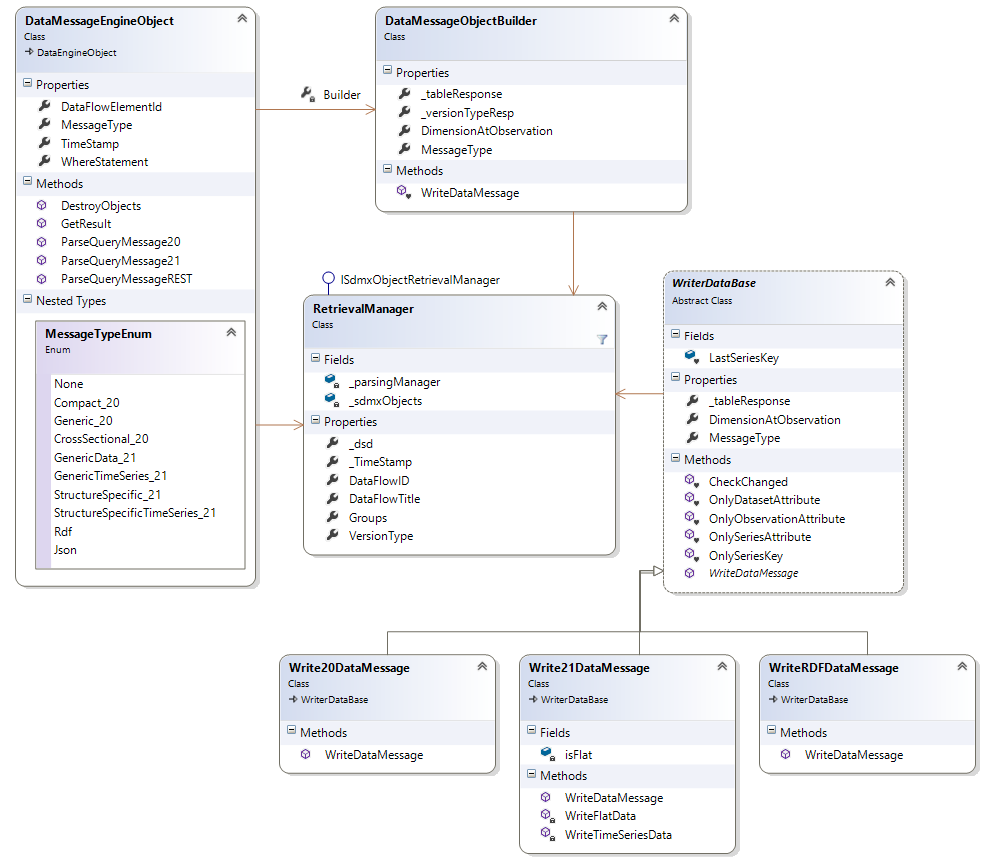 DataMessageEngineObject
Class
DataEngineObject
Properties
DataFlowElementId
MessageType
TimeStamp
WhereStatement
Methods
DestroyObjects
GetResult
ParseQueryMessage20
ParseQueryMessage21
ParseQueryMessageREST
Nested Types
MessageTypeEnum
Enum
None
Compact_20
Generic_20
CrossSectional_20
GenericData_21
GenericTimeSeries_21
StructureSpecific_21
StructureSpecificTimeSeries_21
Rdf
Json
Builder
DataMessageObjectBuilder
Class
Properties
_tableResponse
_versionTypeResp
DimensionAtObservation
MessageType
Methods
WriteDataMessage
ISdmxObjectRetrievalManager
RetrievalManager
Class
Fields
_parsingManager
_sdmxObjects
Properties
_dsd
_TimeStamp
DataFlowID
DataFlowTitle
Groups
VersionType
WriterDataBase
Abstract Class
Fields
LastSeriesKey
Properties
_tableResponse
DimensionAtObservation
MessageType
Methods
CheckChanged
OnlyDatasetAttribute
OnlyObservationAttribute
OnlySeriesAttribute
OnlySeriesKey
WriteDataMessage
Write20DataMessage
Class
WriterDataBase
Methods
WriteDataMessage
Write21DataMessage
Class
WriterDataBase
Fields
isFlat
Methods
WriteDataMessage
WriteFlatData
WriteTimeSeriesData
WriteRDFDataMessage
Class
WriterDataBase
Methods
WriteDataMessage